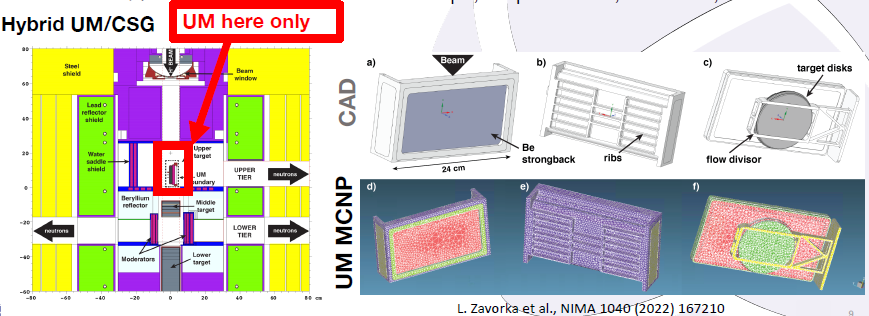 Hybrid UM/CSG
UM here only
BEAM
Steel
shield
Beam
window
Lead
reflector
shield
Water
saddle
shield
Upper
target
UM
UPPER
TIER
neutrons
Beryllium
reflector
Middle
target
neutrons
LOWER
TIER
neutrons
Moderators
Lower
target
80
60
40
20
0
-20
-40
-60
-80
-60
-40
-20
0
20
40
60
80
cm
CAD
UM MCNP
a)
Beam
Be
strongback
24 cm
b)
ribs
c)
target disks
flow divisor
d)
e)
f)
L. Zavorka et al., NIMA 1040 (2022) 167210
8